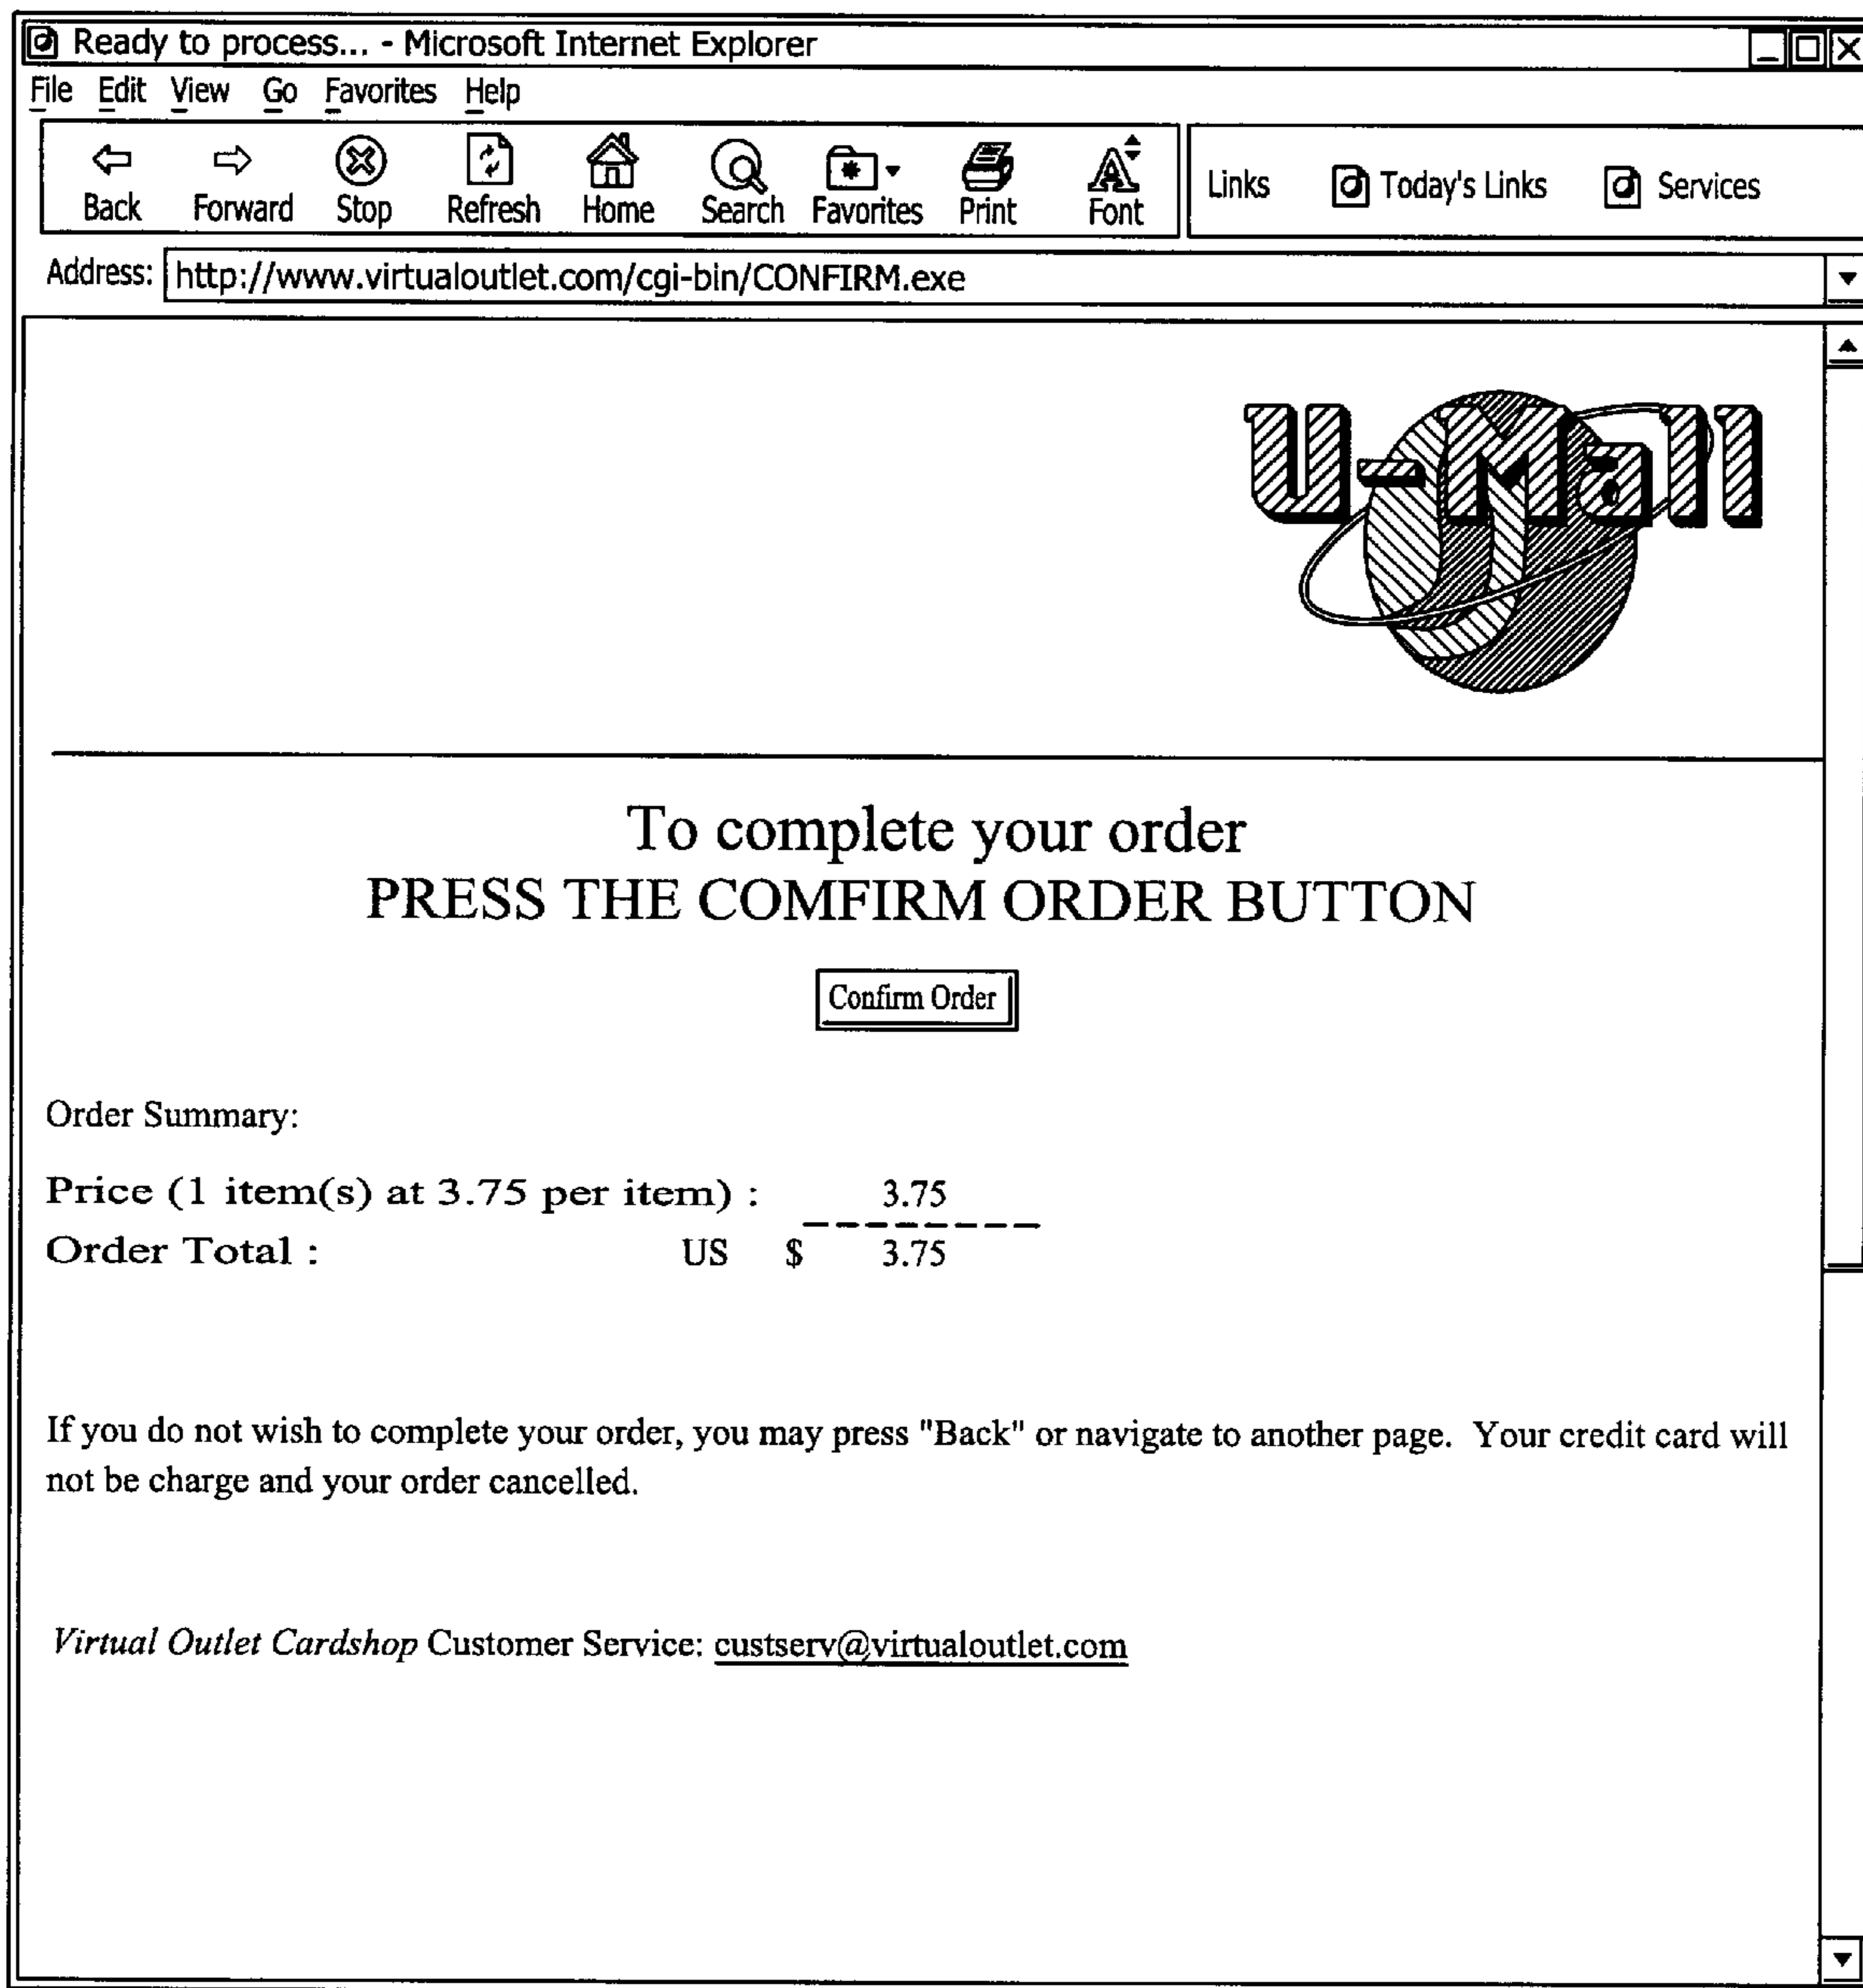 Ready to process... - Microsoft Internet Explorer
File Edit View Go Favorites Help
Back Forward Stop Refresh Home Search Favorites Print Font Links Today's Links Services
Address: http://www.virtualoutlet.com/cgi-bin/CONFIRM.exe
U-Mall
To complete your order
PRESS THE COMFIRM ORDER BUTTON
Confirm Order
Order Summary:
Price (1 item(s) at 3.75 per item) : 3.75
Order Total : US $ 3.75
If you do not wish to complete your order, you may press "Back" or navigate to another page. Your credit card will
not be charge and your order cancelled.
Virtual Outlet Cardshop Customer Service: custserv@virtualoutlet.com